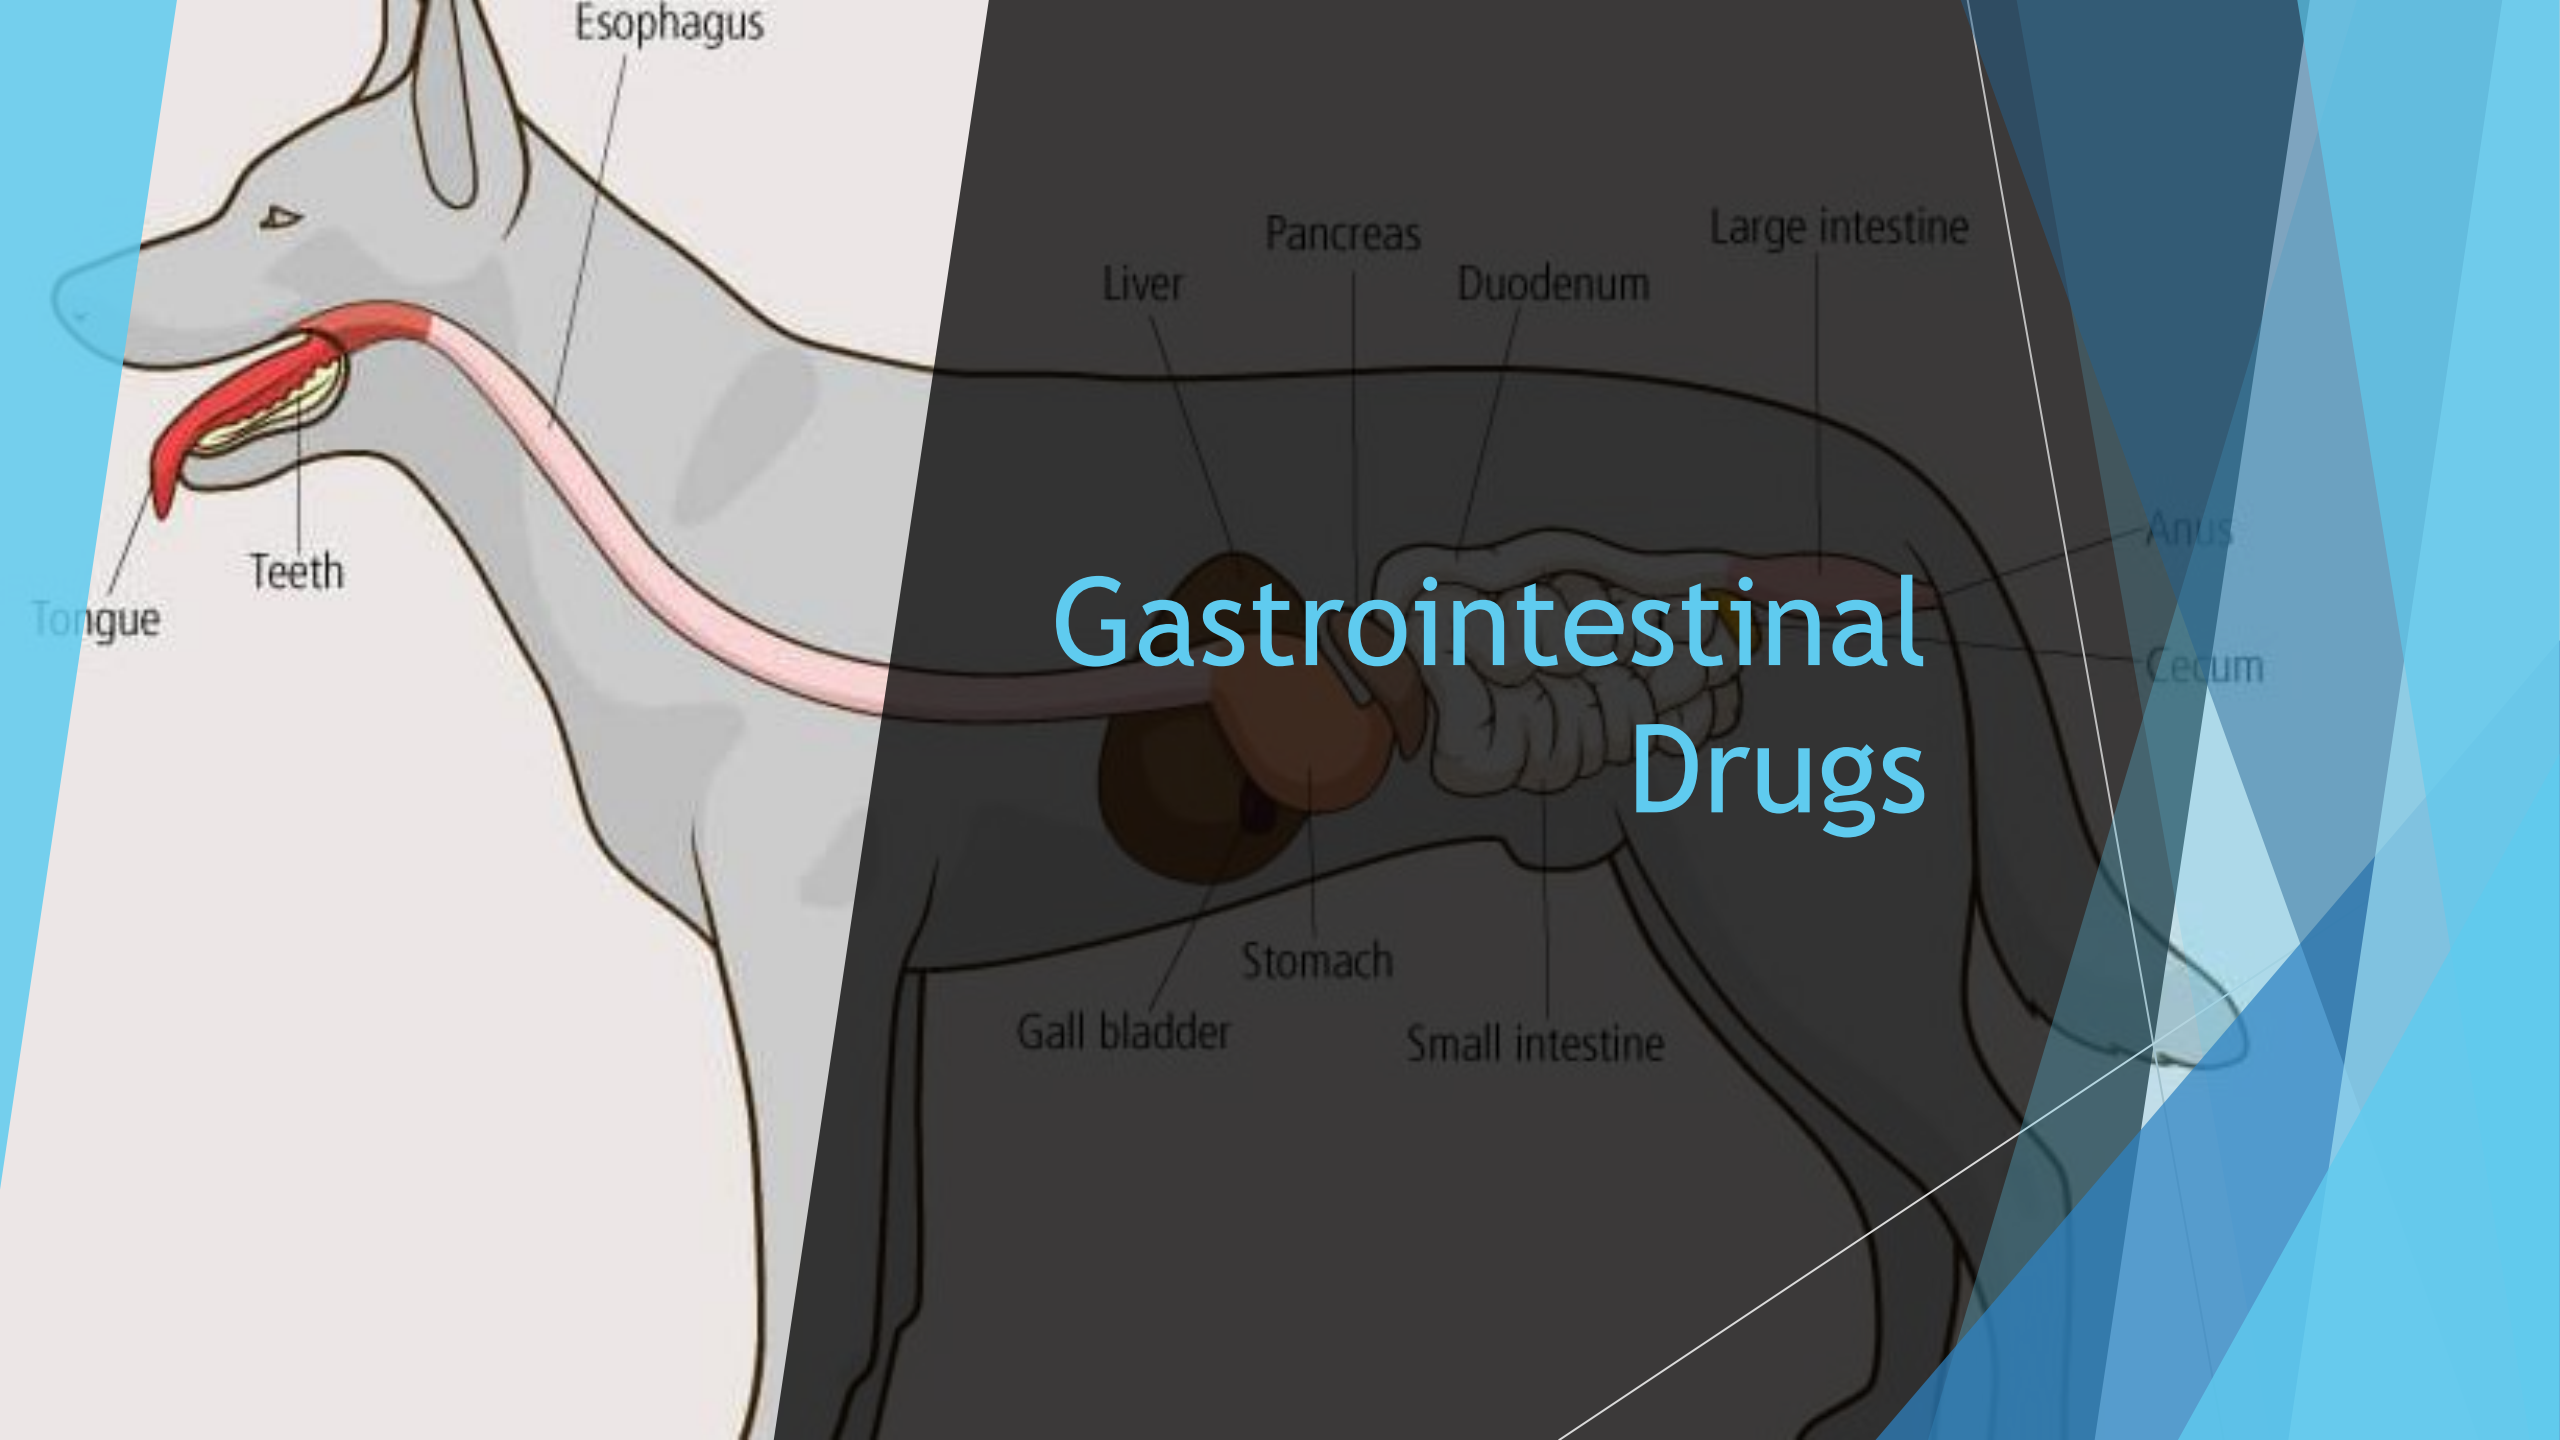 Esophagus
Pancreas
Large intestine
Liver
Duodenum
Anus
Teeth
Tongue
Gastrointestinal
Drugs
Cecum
Stomach
Gall bladder
Small intestine